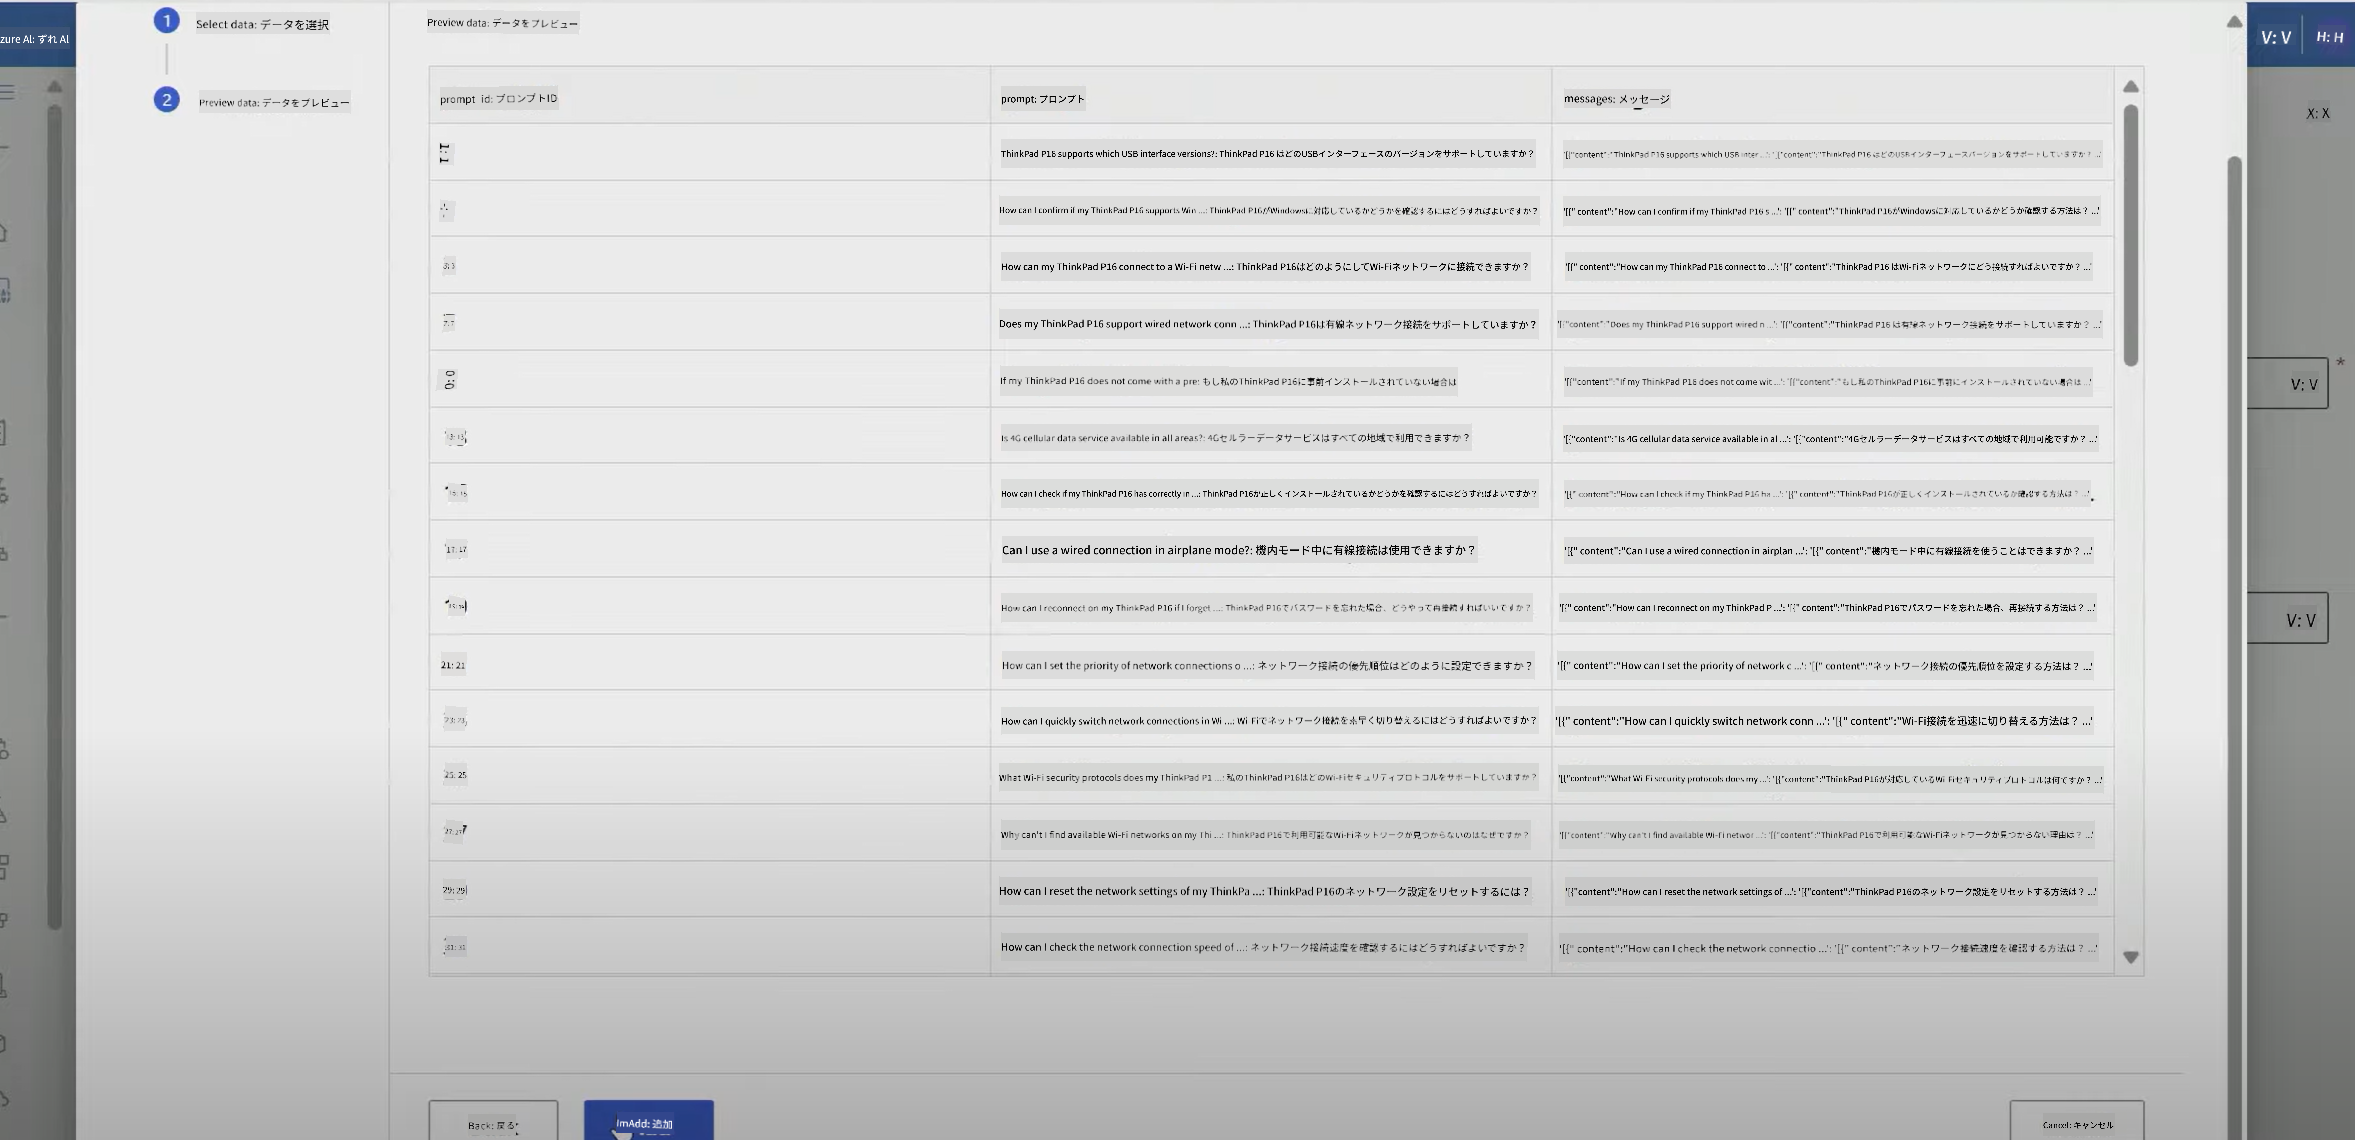 zure AI: ずれ AI
Select data: データを選択
Preview data: データをプレビュー
Preview data: データをプレビュー
V: V
H: H
X: X
prompt id: プロンプトID
prompt: プロンプト
messages: メッセージ
1: 1
ThinkPad P16 supports which USB interface versions?: ThinkPad P16 はどのUSBインターフェースのバージョンをサポートしていますか？
'[{"content":"ThinkPad P16 supports which USB inter ...': '[{"content":"ThinkPad P16 はどのUSBインターフェースバージョンをサポートしていますか？ ...'
How can I confirm if my ThinkPad P16 supports Win ...: ThinkPad P16がWindowsに対応しているかどうかを確認するにはどうすればよいですか？
'[{" content":"How can I confirm if my ThinkPad P16 s ...': '[{" content":"ThinkPad P16がWindowsに対応しているかどうか確認する方法は？ ...'
How can my ThinkPad P16 connect to a Wi-Fi netw ...: ThinkPad P16はどのようにしてWi-Fiネットワークに接続できますか？
'[{" content":"How can my ThinkPad P16 connect to ...': '[{" content":"ThinkPad P16 はWi-Fiネットワークにどう接続すればよいですか？ ...'
7: 7
Does my ThinkPad P16 support wired network conn ...: ThinkPad P16は有線ネットワーク接続をサポートしていますか？
'[{"content":"Does my ThinkPad P16 support wired n ...': '[{"content":"ThinkPad P16 は有線ネットワーク接続をサポートしていますか？ ...'
0: 0
If my ThinkPad P16 does not come with a pre: もし私のThinkPad P16に事前インストールされていない場合は
'[{"content":"If my ThinkPad P16 does not come wit ...': '[{"content":"もし私のThinkPad P16に事前にインストールされていない場合は ...'
13: 13
Is 4G cellular data service available in all areas?: 4Gセルラーデータサービスはすべての地域で利用できますか？
'[{"content":"Is 4G cellular data service available in al ...': '[{"content":"4Gセルラーデータサービスはすべての地域で利用可能ですか？ ...'
15: 15
How can I check if my ThinkPad P16 has correctly in ...: ThinkPad P16が正しくインストールされているかどうかを確認するにはどうすればよいですか？
'[{" content":"How can I check if my ThinkPad P16 ha ...': '[{" content":"ThinkPad P16が正しくインストールされているか確認する方法は？ ...'
17: 17
Can I use a wired connection in airplane mode?: 機内モード中に有線接続は使用できますか？
'[{" content":"Can I use a wired connection in airplan ...': '[{" content":"機内モード中に有線接続を使うことはできますか？ ...'
How can I reconnect on my ThinkPad P16 if I forget ...: ThinkPad P16でパスワードを忘れた場合、どうやって再接続すればいいですか？
'[{" content":"How can I reconnect on my ThinkPad P ...': '[{" content":"ThinkPad P16でパスワードを忘れた場合、再接続する方法は？ ...'
21: 21
How can I set the priority of network connections o ...: ネットワーク接続の優先順位はどのように設定できますか？
'[{" content":"How can I set the priority of network c ...': '[{" content":"ネットワーク接続の優先順位を設定する方法は？ ...'
23: 23
How can I quickly switch network connections in Wi ...: Wi-Fiでネットワーク接続を素早く切り替えるにはどうすればよいですか？
'[{" content":"How can I quickly switch network conn ...': '[{" content":"Wi-Fi接続を迅速に切り替える方法は？ ...'
25: 25
What Wi-Fi security protocols does my ThinkPad P1 ...: 私のThinkPad P16はどのWi-Fiセキュリティプロトコルをサポートしていますか？
'[{"content":"What Wi-Fi security protocols does my ...': '[{"content":"ThinkPad P16が対応しているWi-Fiセキュリティプロトコルは何ですか？ ...'
27: 27
Why can't I find available Wi-Fi networks on my Thi ...: ThinkPad P16で利用可能なWi-Fiネットワークが見つからないのはなぜですか？
'[{"content":"Why can't I find available Wi-Fi networ ...': '[{"content":"ThinkPad P16で利用可能なWi-Fiネットワークが見つからない理由は？ ...'
29: 29
How can I reset the network settings of my ThinkPa ...: ThinkPad P16のネットワーク設定をリセットするには？
'[{"content":"How can I reset the network settings of ...': '[{"content":"ThinkPad P16のネットワーク設定をリセットする方法は？ ...'
31: 31
How can I check the network connection speed of ...: ネットワーク接続速度を確認するにはどうすればよいですか？
'[{" content":"How can I check the network connectio ...': '[{" content":"ネットワーク接続速度を確認する方法は？ ...'
V: V
V: V
Back: 戻る
ImAdd: 追加
Cancel: キャンセル